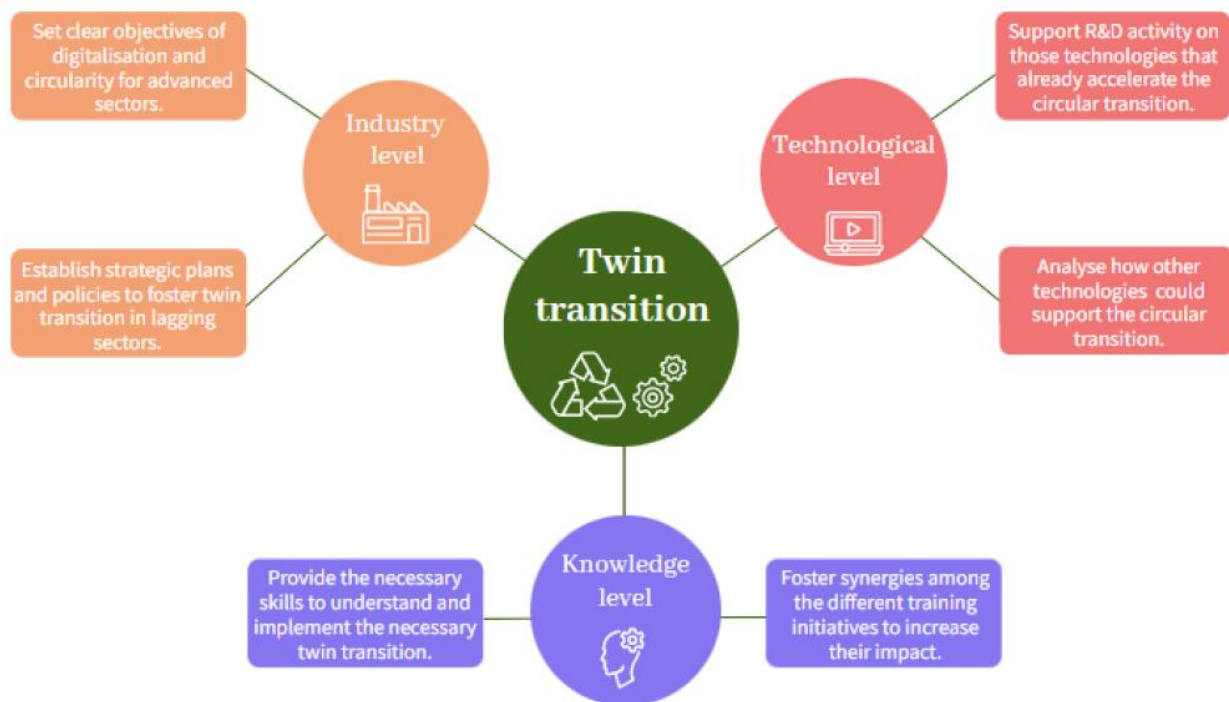 Set clear objectives of
digitalisation and
circularity for advanced
sectors.
Industry
level
Establish strategic plans
and policies to foster twin
transition in lagging
sectors.
Twin
transition
Technological
level
Support R&D activity on
those technologies that
already accelerate the
circular transition.
Analyse how other
technologies could
support the circular
transition.
Knowledge
level
Provide the necessary
skills to understand and
implement the necessary
twin transition.
Foster synergies among
the different training
initiatives to increase
their impact.